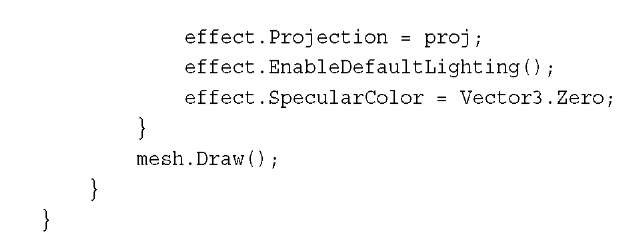 effect.Projection = proj;
effect.EnableDefaultLighting();
effect.SpecularColor = Vector3.Zero;
}
mesh.Draw();
}
}